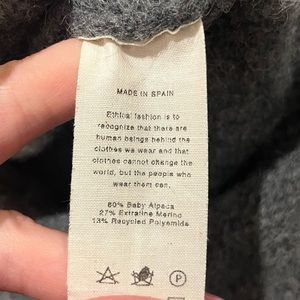 MADE IN SPAIN
Ethical fashion is to
recognize that there are
human beings behind the
clothes we wear and that
clothes cannot change the
world, but the people who
wear them can.
60% Baby Alpaca
27% Extrafine Merino
13% Recycled Polyamide
P